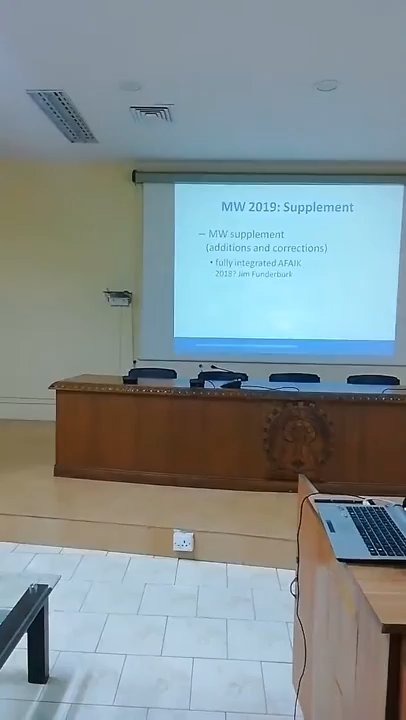 MW 2019: Supplement
– MW supplement
(additions and corrections)
• fully integrated AFAIK
2018? Jim Funderburk